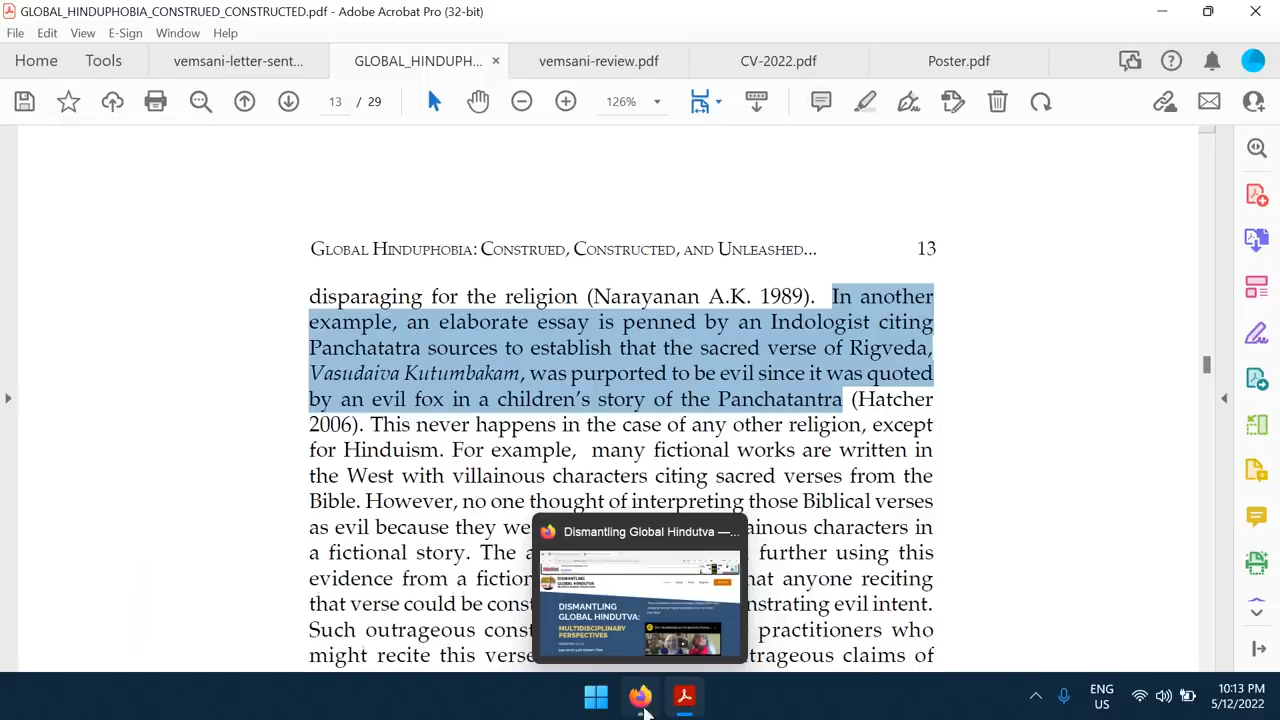 GLOBAL_HINDUPHOBIA_CONSTRUED_CONSTRUCTED.pdf - Adobe Acrobat Pro (32-bit)
File Edit View E-Sign Window Help
Home Tools vemsani-letter-sent... GLOBAL_HINDUPH... × vemsani-review.pdf CV-2022.pdf Poster.pdf
13 / 29 126%
GLOBAL HINDUPHOBIA: CONSTRUED, CONSTRUCTED, AND UNLEASHED... 13
disparaging for the religion (Narayanan A.K. 1989). In another
example, an elaborate essay is penned by an Indologist citing
Panchatatra sources to establish that the sacred verse of Rigveda,
Vasudaiva Kutumbakam, was purported to be evil since it was quoted
by an evil fox in a children's story of the Panchatantra (Hatcher
2006). This never happens in the case of any other religion, except
for Hinduism. For example, many fictional works are written in
the West with villainous characters citing sacred verses from the
Bible. However, no one thought of interpreting those Biblical verses
as evil because they we ainous characters in
a fictional story. The a further using this
evidence from a fiction hat anyone reciting
that verse could be cons nstrating evil intent.
Such outrageous const practitioners who
might recite this verse trageous claims of
Dismantling Global Hindutva —...
DISMANTLING
GLOBAL HINDUTVA
DISMANTLING
GLOBAL HINDUTVA:
MULTIDISCIPLINARY
PERSPECTIVES
ENG
US
10:13 PM
5/12/2022